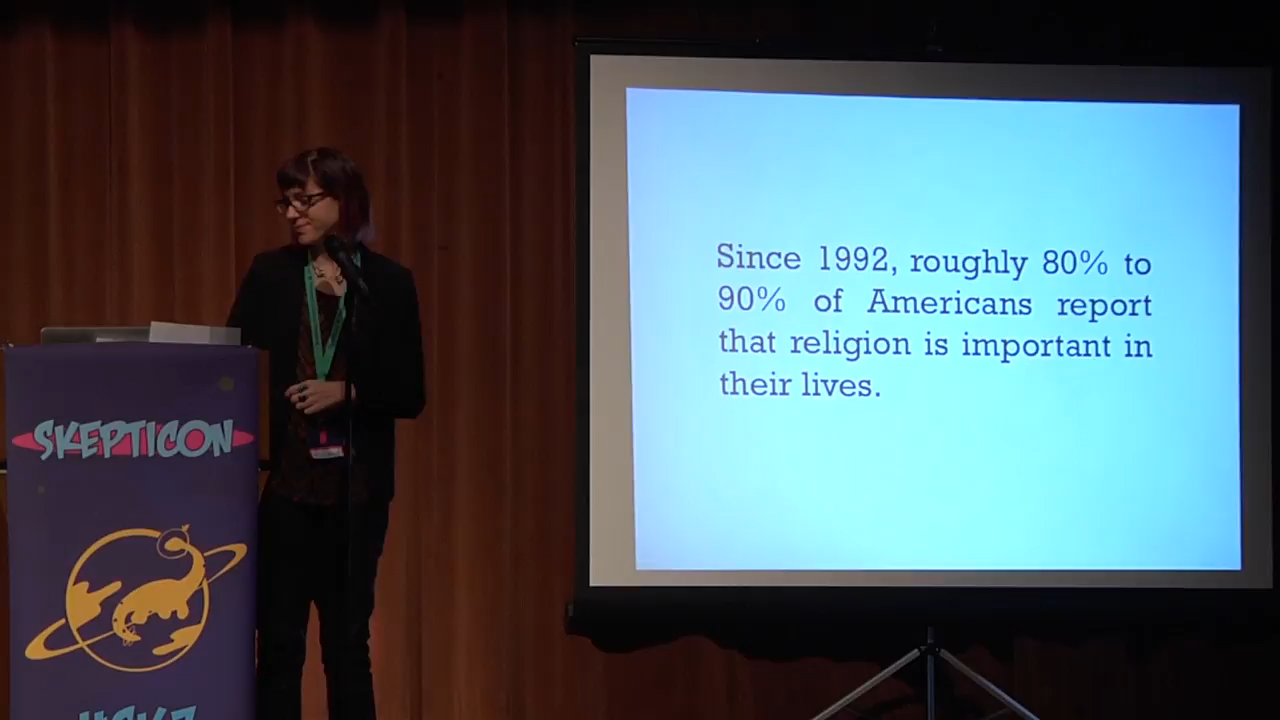 SKEPTICON
Since 1992, roughly 80% to
90% of Americans report
that religion is important in
their lives.